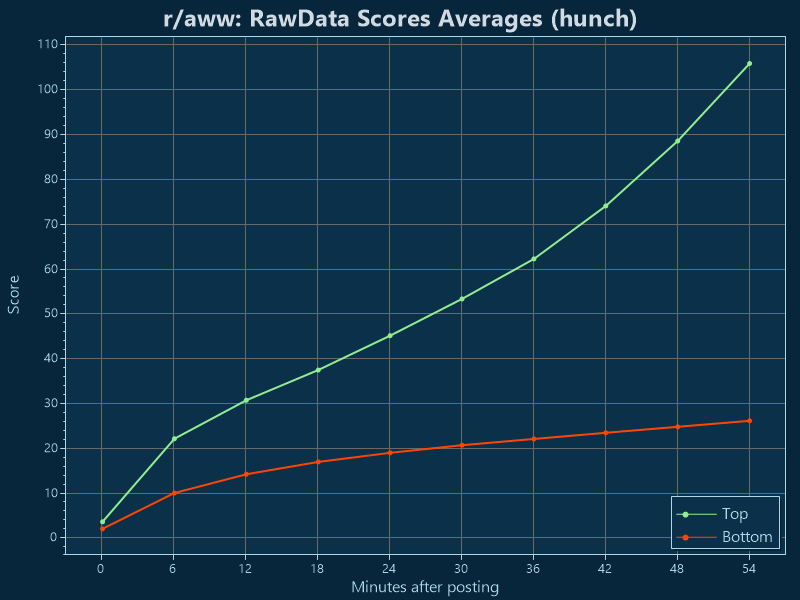 r/aww: RawData Scores Averages (hunch)
110
100
90
80
70
60
50
40
30
20
10
0
Score
0 6 12 18 24 30 36 42 48 54
Minutes after posting
Top
Bottom